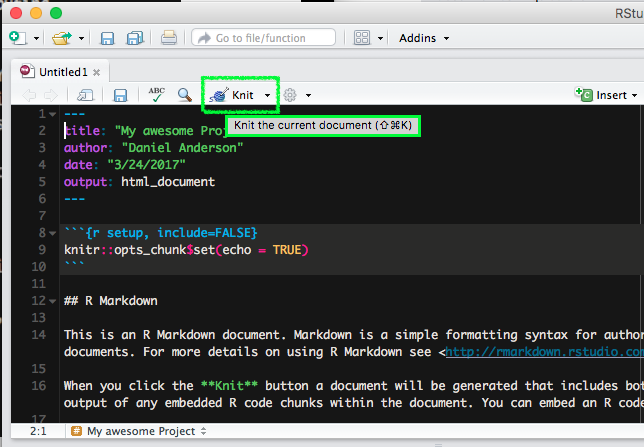 RStu
Go to file/function
Addins
Untitled1
ABC
Knit
Insert
Knit the current document (⇧⌘K)
1 ---
2 title: "My awesome Proj
3 author: "Daniel Anderson"
4 date: "3/24/2017"
5 output: html_document
6 ---
7
8 ```{r setup, include=FALSE}
9 knitr::opts_chunk$set(echo = TRUE)
10 ```
11
12 ## R Markdown
13
14 This is an R Markdown document. Markdown is a simple formatting syntax for author
documents. For more details on using R Markdown see <http://rmarkdown.rstudio.com
15
16 When you click the **Knit** button a document will be generated that includes bot
output of any embedded R code chunks within the document. You can embed an R code
17
2:1 # My awesome Project